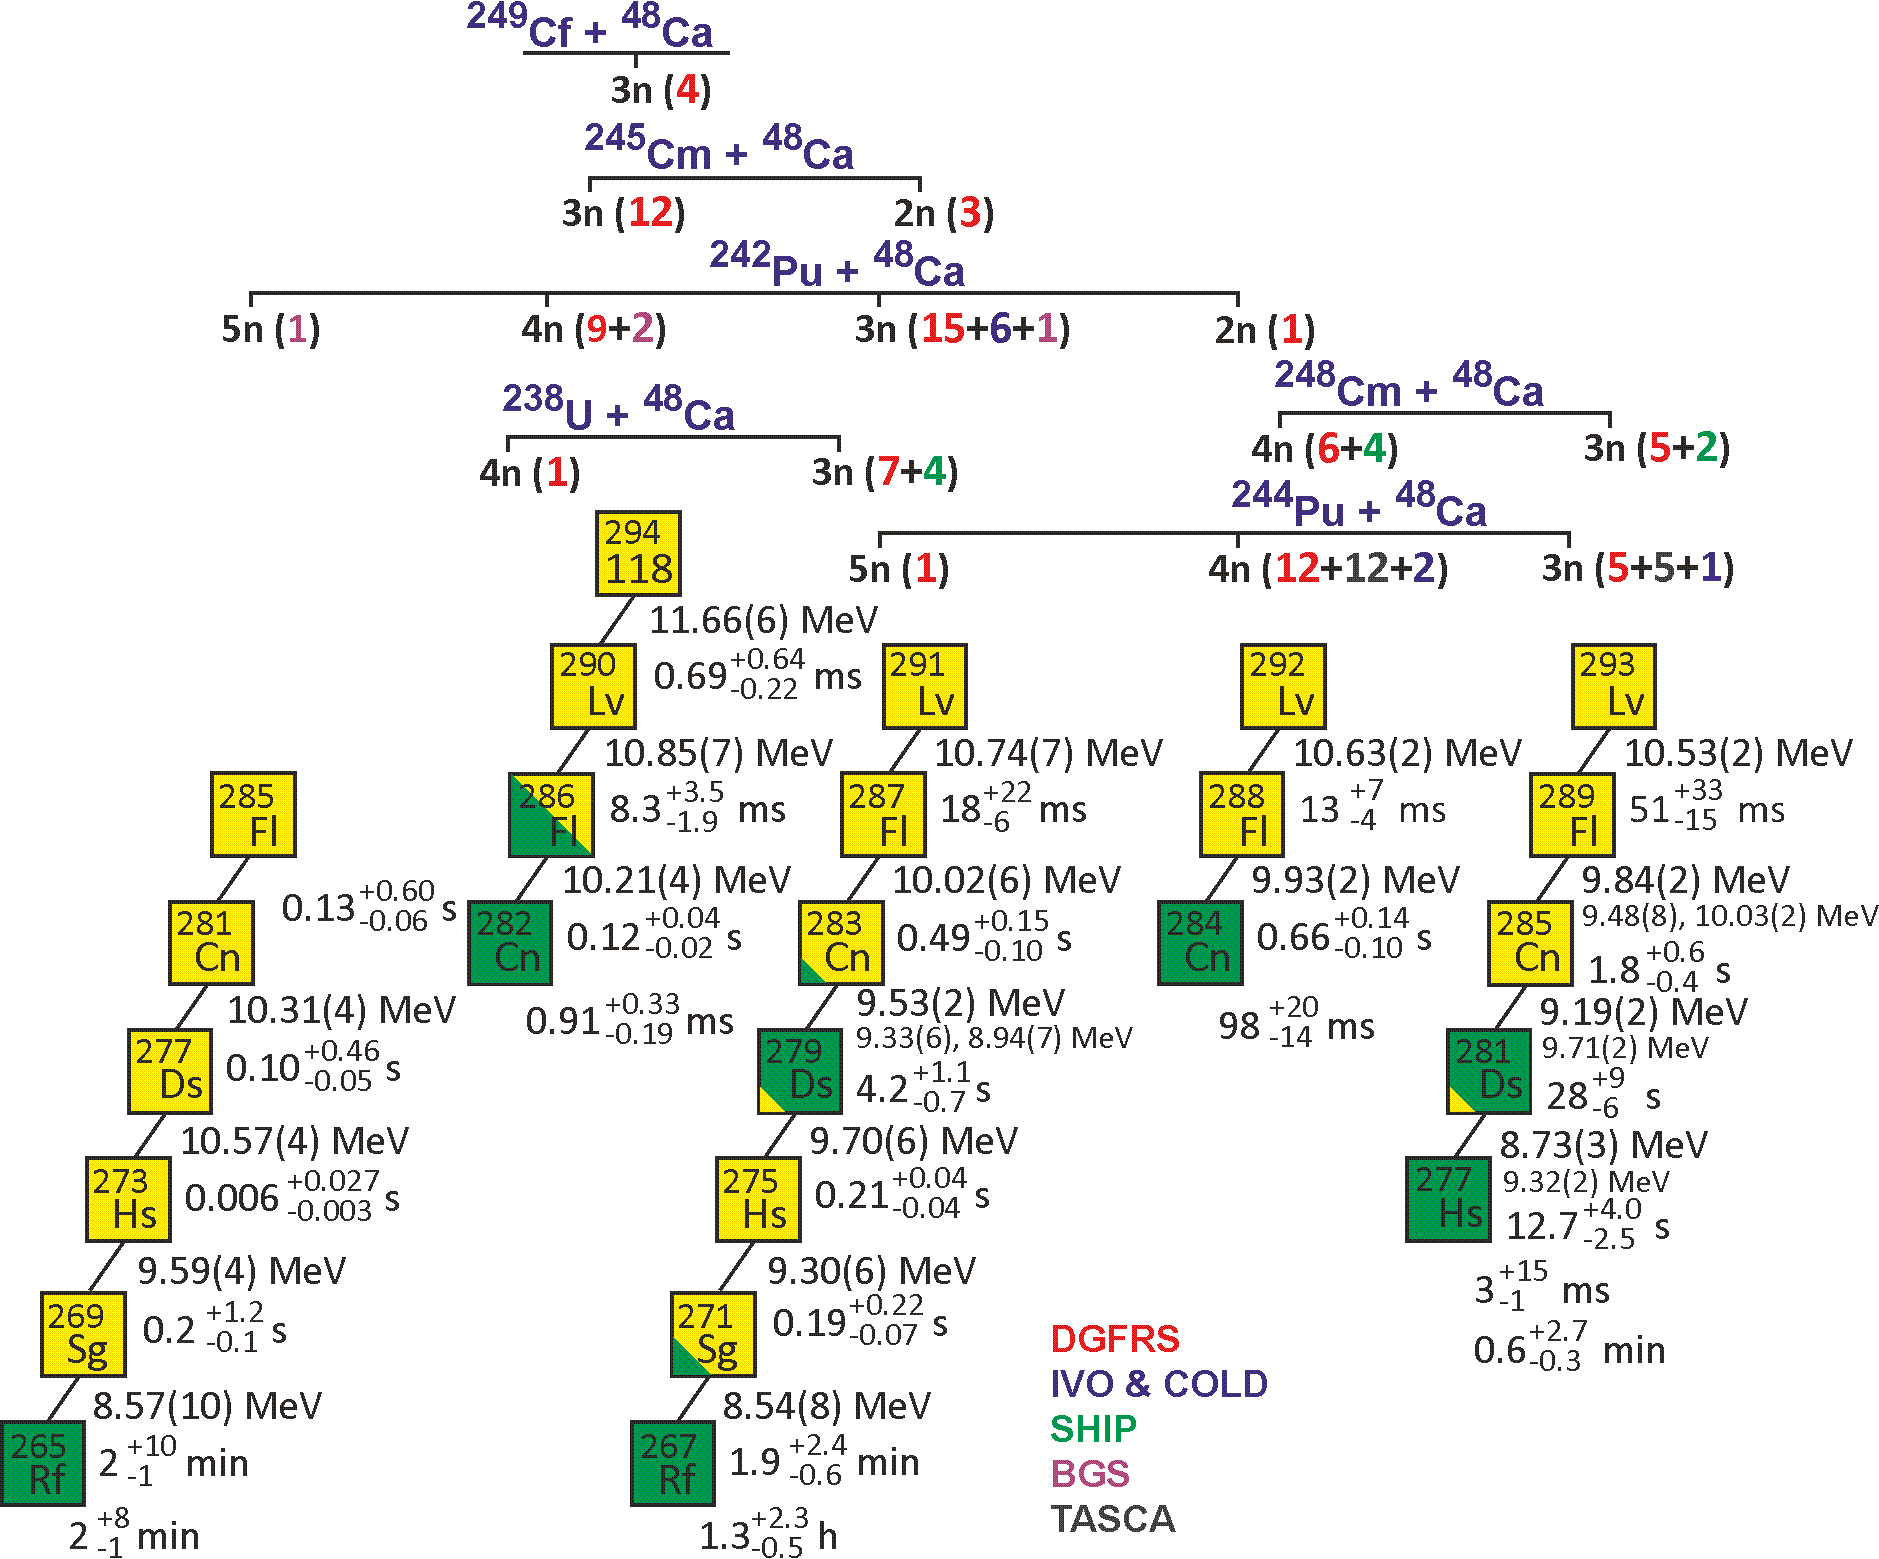 249Cf + 48Ca
3n (4)
245Cm + 48Ca
3n (12) 2n (3)
242Pu + 48Ca
5n (1) 4n (9+2) 3n (15+6+1) 2n (1)
248Cm + 48Ca
4n (6+4) 3n (5+2)
238U + 48Ca
4n (1) 3n (7+4)
244Pu + 48Ca
5n (1) 4n (12+12+2) 3n (5+5+1)
285
Fl
0.13 +0.60 -0.06 s
281
Cn
10.31(4) MeV
0.10 +0.46 -0.05 s
277
Ds
10.57(4) MeV
0.006 +0.027 -0.003 s
273
Hs
9.59(4) MeV
0.2 +1.2 -0.1 s
269
Sg
8.57(10) MeV
2 +10 -1 min
265
Rf
2 +8 -1 min
294
118
11.66(6) MeV
0.69 +0.64 -0.22 ms
290
Lv
10.85(7) MeV
8.3 +3.5 -1.9 ms
286
Fl
10.21(4) MeV
0.12 +0.04 -0.02 s
282
Cn
0.91 +0.33 -0.19 ms
291
Lv
10.74(7) MeV
18 +22 -6 ms
287
Fl
10.02(6) MeV
0.49 +0.15 -0.10 s
283
Cn
9.53(2) MeV
9.33(6), 8.94(7) MeV
4.2 +1.1 -0.7 s
279
Ds
9.70(6) MeV
0.21 +0.04 -0.04 s
275
Hs
9.30(6) MeV
0.19 +0.22 -0.07 s
271
Sg
8.54(8) MeV
1.9 +2.4 -0.6 min
267
Rf
1.3 +2.3 -0.5 h
292
Lv
10.63(2) MeV
13 +7 -4 ms
288
Fl
9.93(2) MeV
0.66 +0.14 -0.10 s
284
Cn
98 +20 -14 ms
293
Lv
10.53(2) MeV
51 +33 -15 ms
289
Fl
9.84(2) MeV
9.48(8), 10.03(2) MeV
1.8 +0.6 -0.4 s
285
Cn
9.19(2) MeV
9.71(2) MeV
28 +9 -6 s
281
Ds
8.73(3) MeV
9.32(2) MeV
12.7 +4.0 -2.5 s
277
Hs
3 +15 -1 ms
0.6 +2.7 -0.3 min
DGFRS
IVO & COLD
SHIP
BGS
TASCA